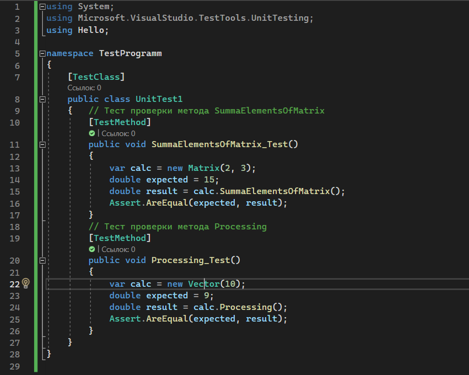 1 using System;
2 using Microsoft.VisualStudio.TestTools.UnitTesting;
3 using Hello;
4
5 namespace TestProgramm
6 {
7 [TestClass]
Ссылок: 0
8 public class UnitTest1
9 { // Тест проверки метода SummaElementsOfMatrix
10 [TestMethod]
| Ссылок: 0
11 public void SummaElementsOfMatrix_Test()
12 {
13 var calc = new Matrix(2, 3);
14 double expected = 15;
15 double result = calc.SummaElementsOfMatrix();
16 Assert.AreEqual(expected, result);
17 }
18 // Тест проверки метода Processing
19 [TestMethod]
| Ссылок: 0
20 public void Processing_Test()
21 {
22 var calc = new Vector(10);
23 double expected = 9;
24 double result = calc.Processing();
25 Assert.AreEqual(expected, result);
26 }
27 }
28 }
29